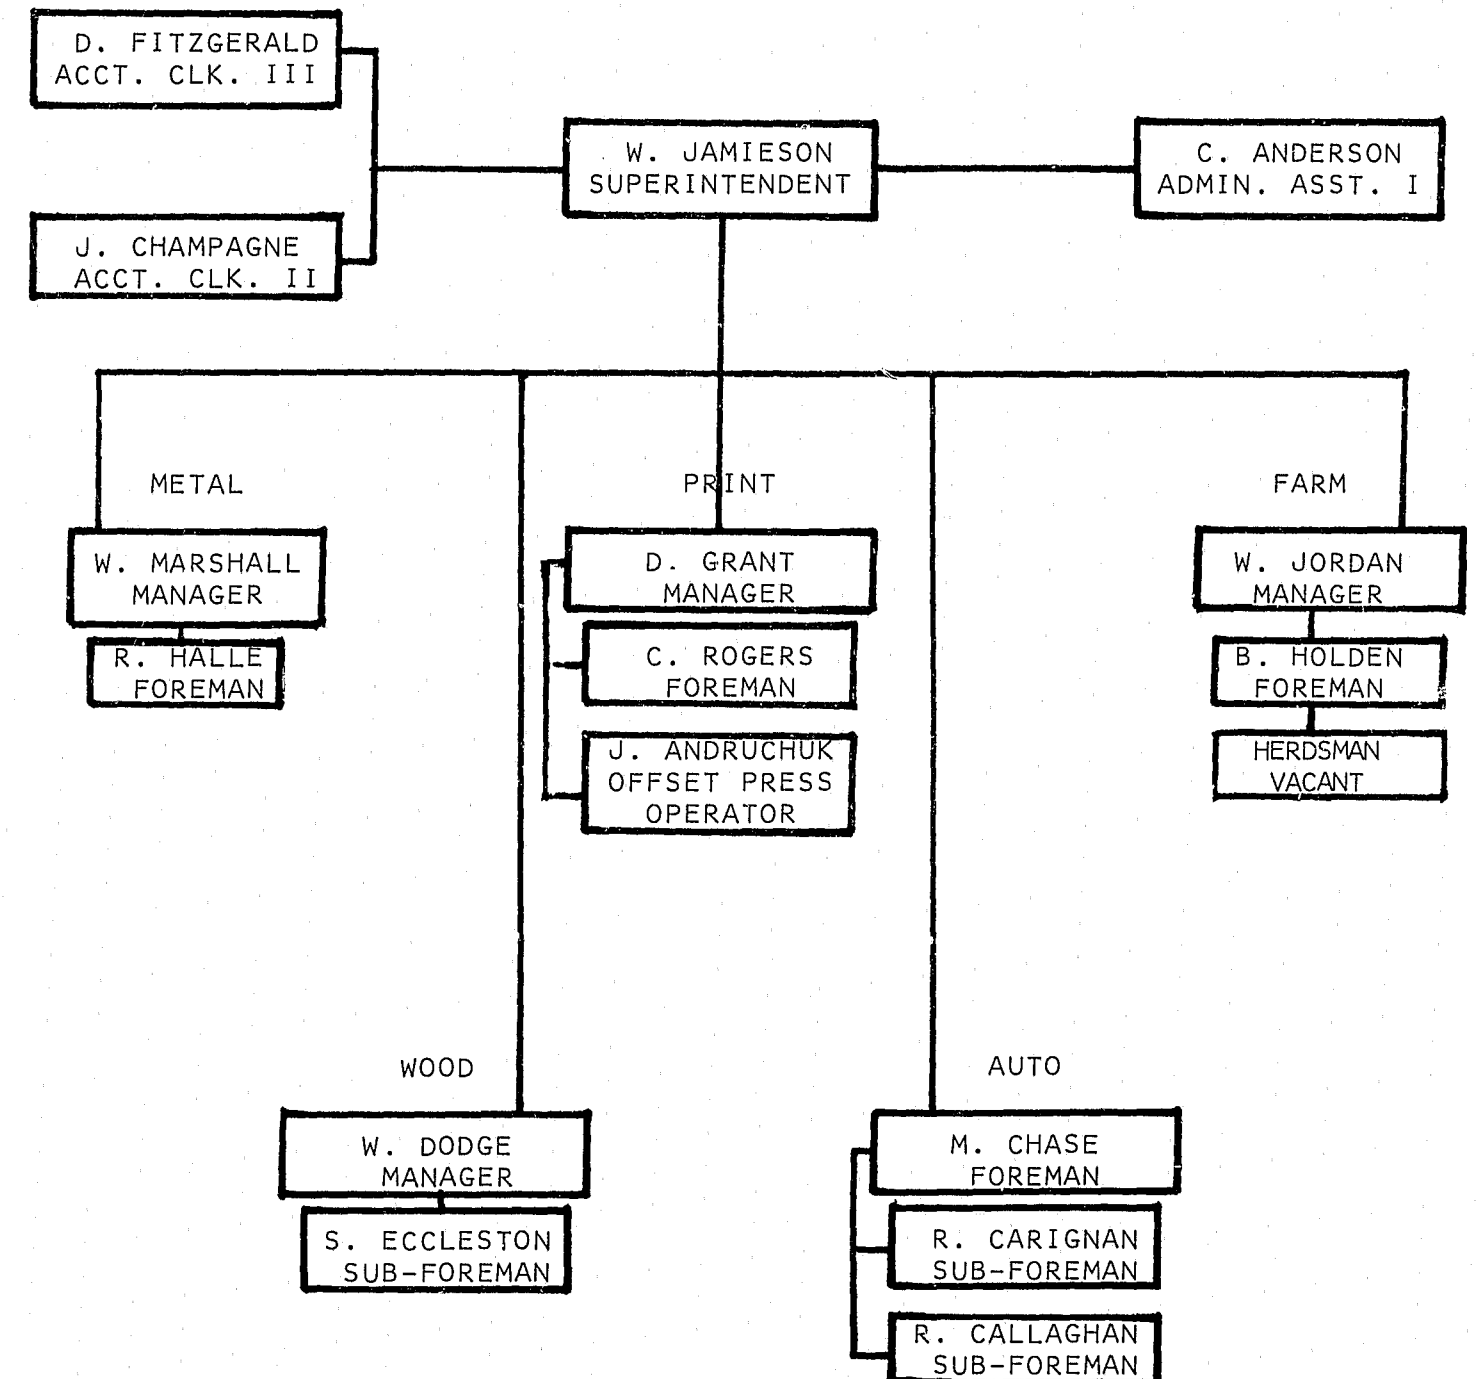 D. FITZGERALD
ACCT. CLK. III
W. JAMIESON
SUPERINTENDENT
C. ANDERSON
ADMIN. ASST. I
J. CHAMPAGNE
ACCT. CLK. II
METAL
PRINT
FARM
W. MARSHALL
MANAGER
R. HALLE
FOREMAN
D. GRANT
MANAGER
C. ROGERS
FOREMAN
J. ANDRUCHUK
OFFSET PRESS
OPERATOR
W. JORDAN
MANAGER
B. HOLDEN
FOREMAN
HERDSMAN
VACANT
WOOD
AUTO
W. DODGE
MANAGER
S. ECCLESTON
SUB-FOREMAN
M. CHASE
FOREMAN
R. CARIGNAN
SUB-FOREMAN
R. CALLAGHAN
SUB-FOREMAN